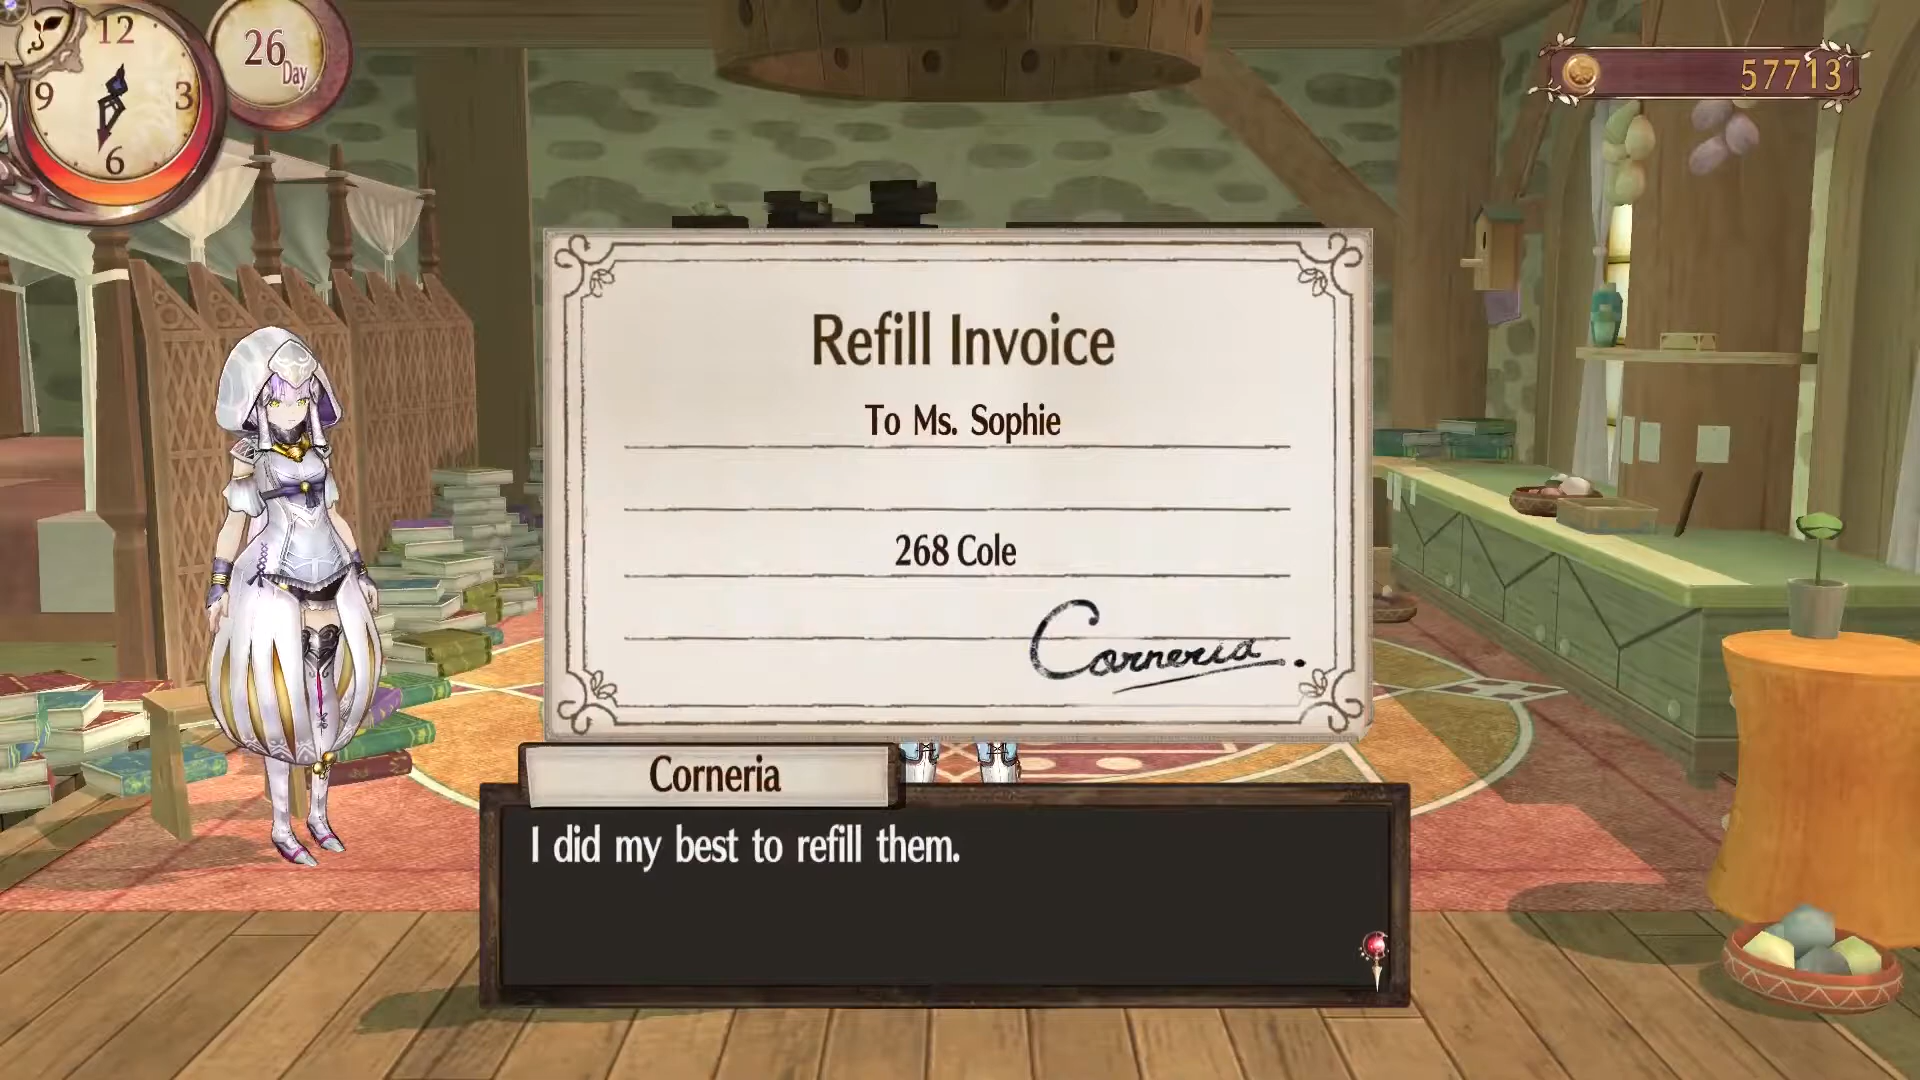 12
3
6
9
26
Day
57713
Refill Invoice
To Ms. Sophie
268 Cole
Corneria.
Corneria
I did my best to refill them.